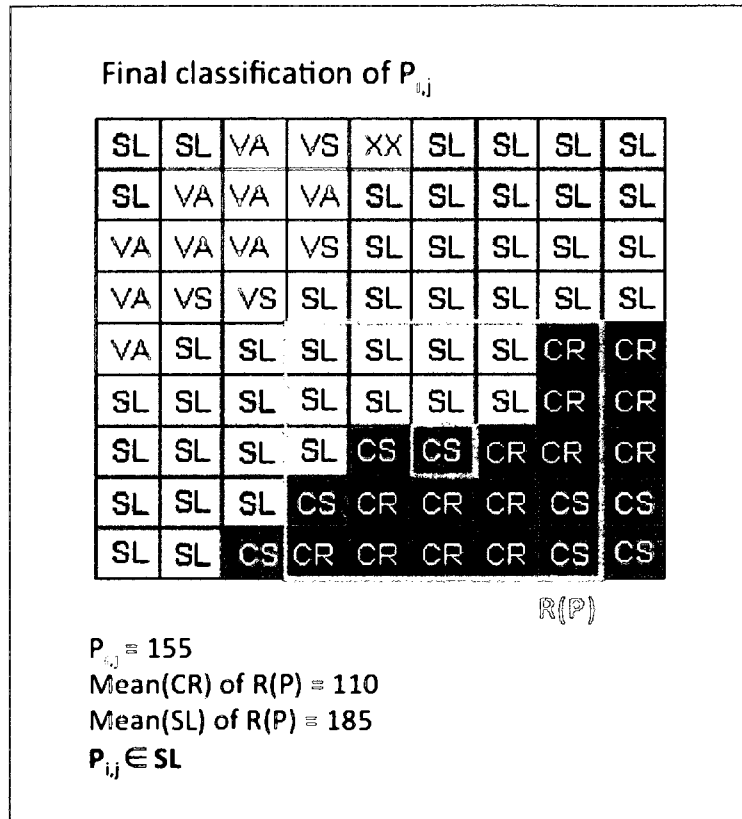 Final classification of Pi,j
SL SL VA VS XX SL SL SL SL
SL VA VA VA SL SL SL SL SL
VA VA VA VS SL SL SL SL SL
VA VS VS SL SL SL SL SL SL
VA SL SL SL SL SL SL CR CR
SL SL SL SL SL SL SL CR CR
SL SL SL SL CS CS CR CR CR
SL SL SL CS CR CR CR CS CS
SL SL CS CR CR CR CR CS CS
R(P)
Pi,j = 155
Mean(CR) of R(P) = 110
Mean(SL) of R(P) = 185
Pi,j ∈ SL